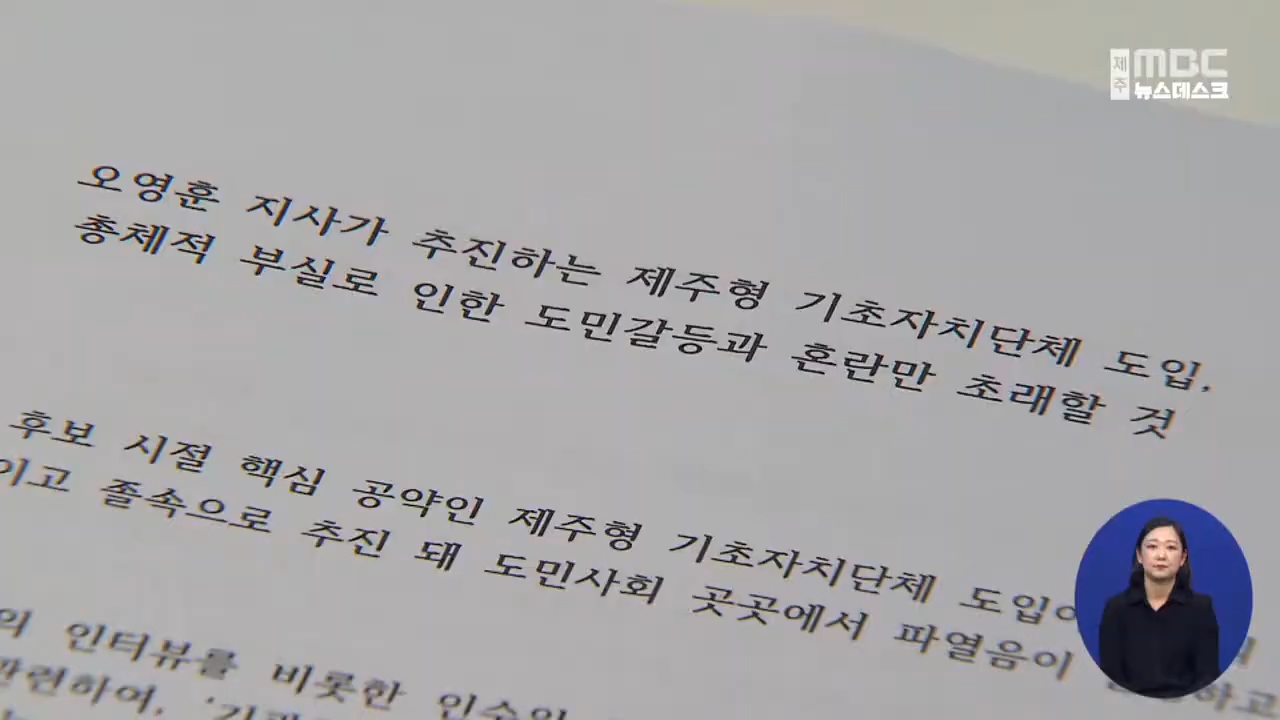 제주 MBC
뉴스데스크
오영훈 지사가 추진하는 제주형 기초자치단체 도입,
총체적 부실로 인한 도민갈등과 혼란만 초래할 것
후보 시절 핵심 공약인 제주형 기초자치단체
이고 졸속으로 추진 돼 도민사회 곳곳에서 파열음이
의 인터뷰를 비롯한
관련하여,